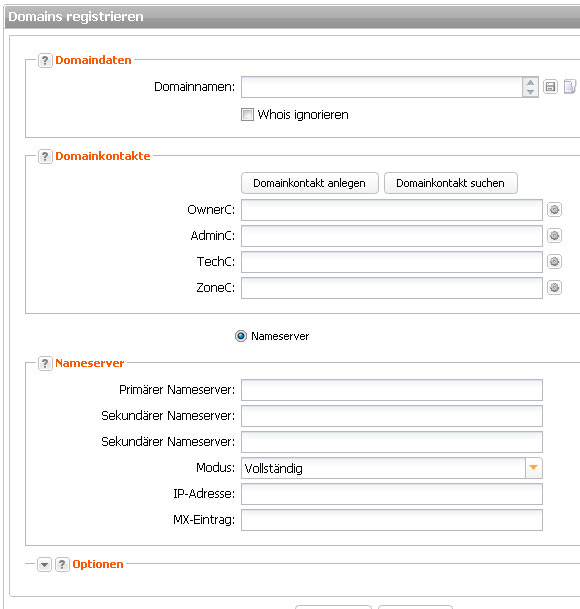 Domains registrieren
? Domaindaten
Domainnamen:
Whois ignorieren
? Domainkontakte
Domainkontakt anlegen Domainkontakt suchen
OwnerC:
AdminC:
TechC:
ZoneC:
Nameserver
? Nameserver
Primärer Nameserver:
Sekundärer Nameserver:
Sekundärer Nameserver:
Modus: Vollständig
IP-Adresse:
MX-Eintrag:
? Optionen